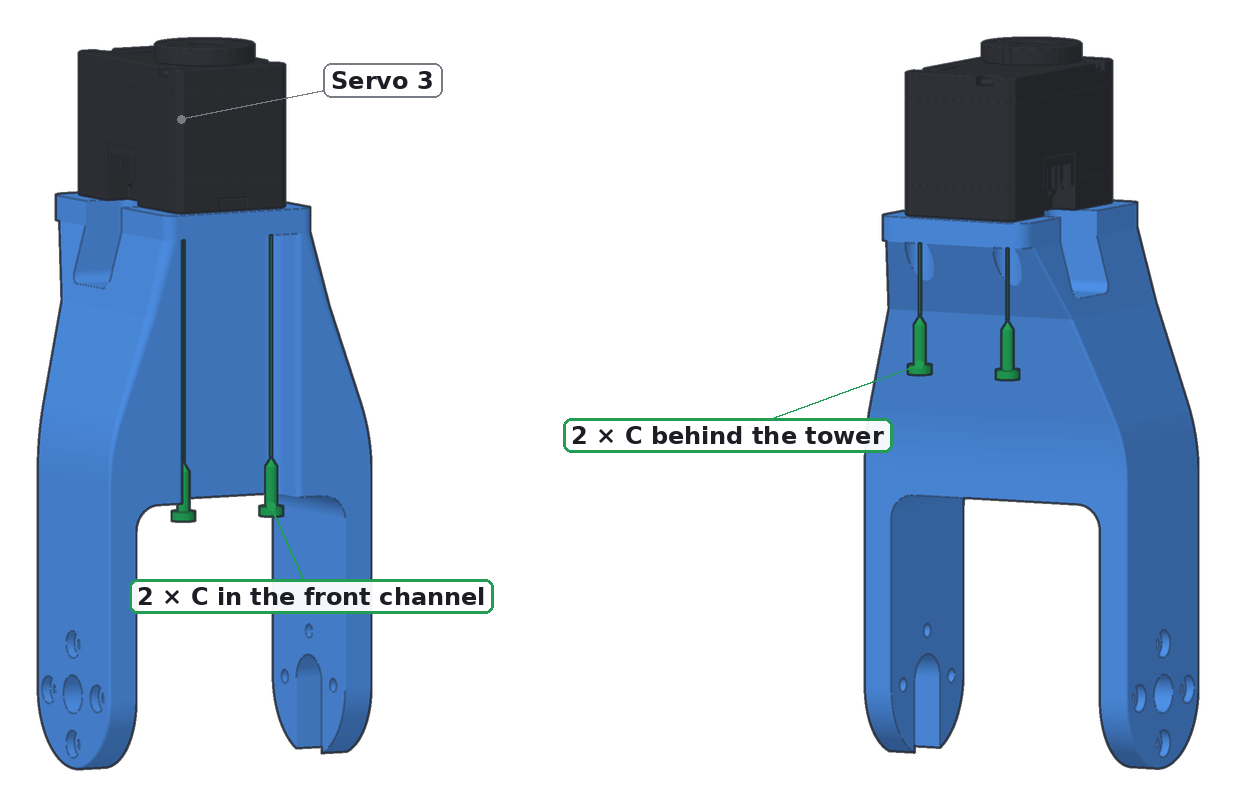 Servo 3
2 × C behind the tower
2 × C in the front channel